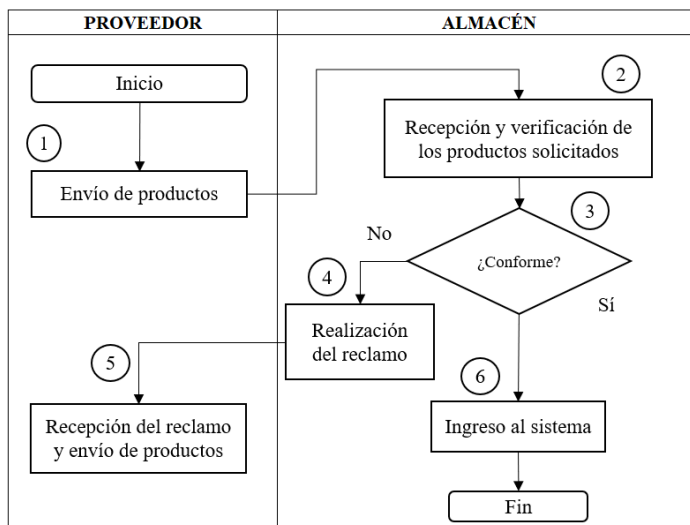 PROVEEDOR
ALMACÉN
Inicio
2
Recepción y verificación de
los productos solicitados
1
Envío de productos
3
No
¿Conforme?
4
Sí
Realización
del reclamo
5
6
Recepción del reclamo
y envío de productos
Ingreso al sistema
Fin